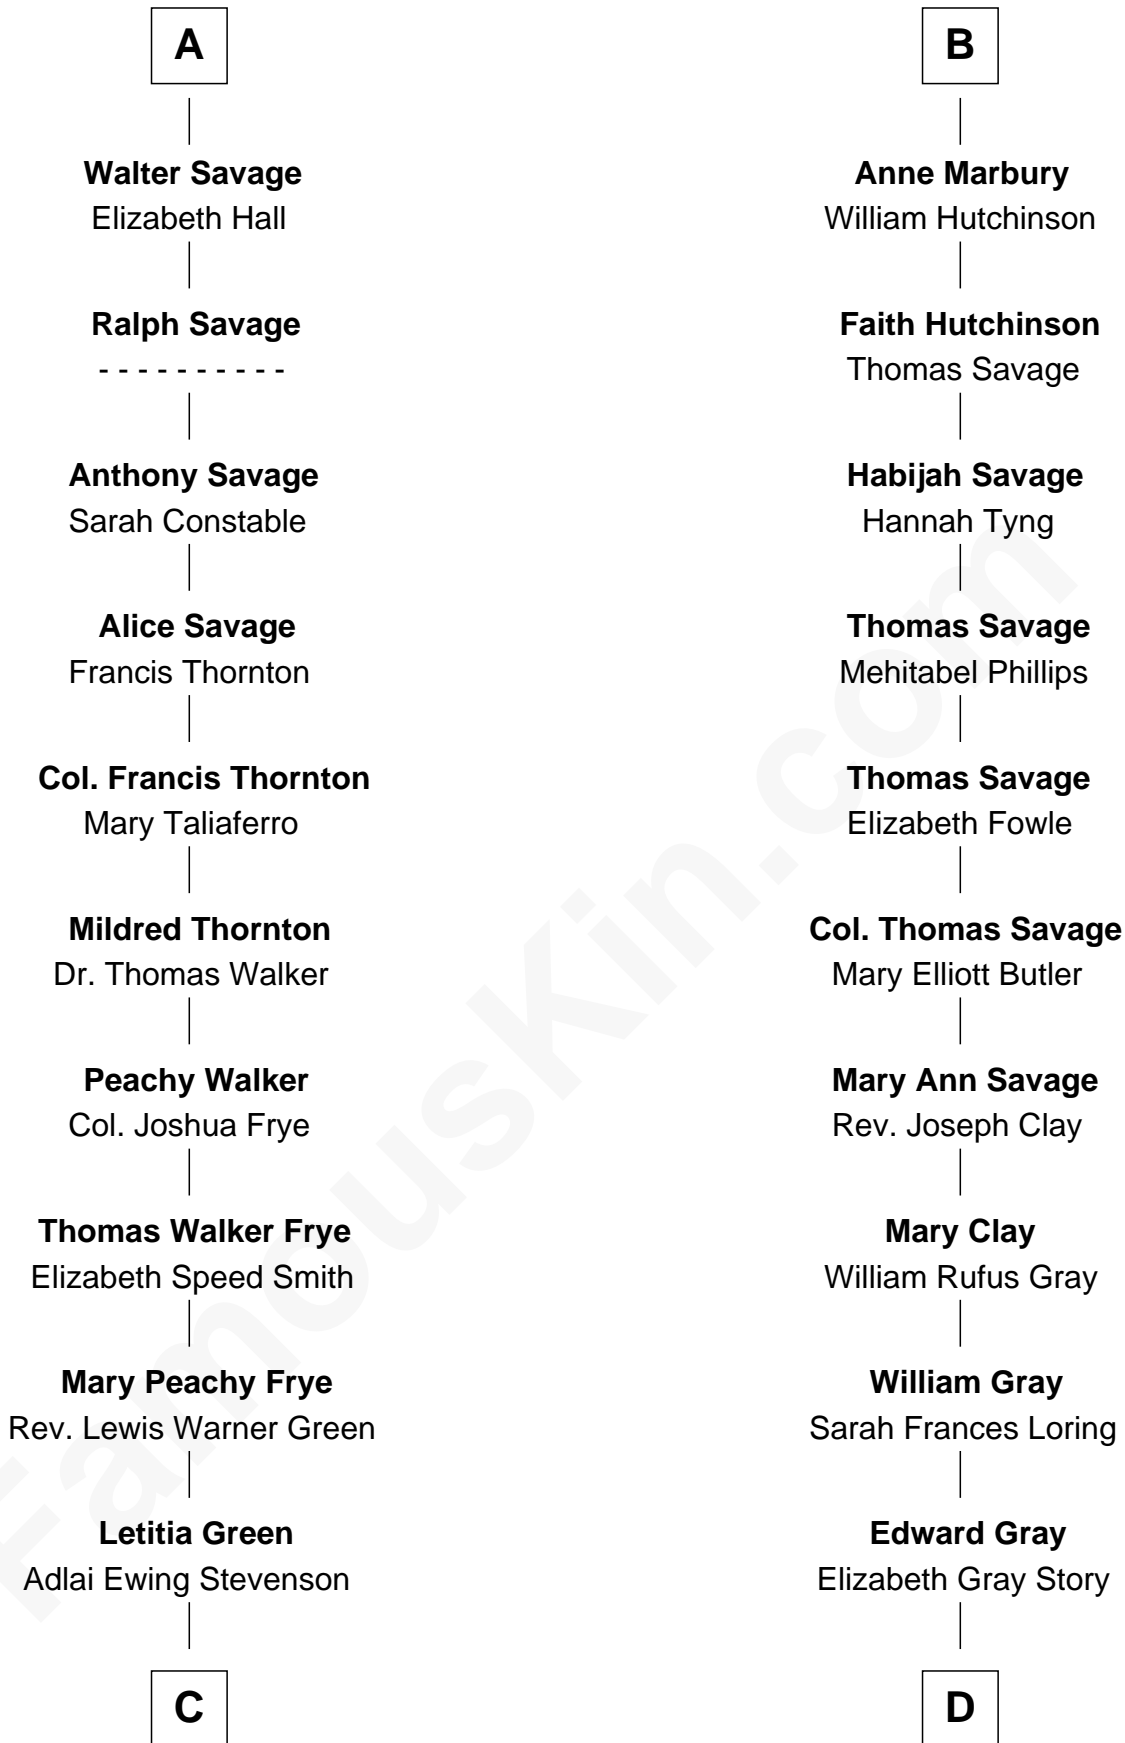 A
Walter Savage
Elizabeth Hall
Ralph Savage
- - - - - - - - - -
Anthony Savage
Sarah Constable
Alice Savage
Francis Thornton
Col. Francis Thornton
Mary Taliaferro
Mildred Thornton
Dr. Thomas Walker
Peachy Walker
Col. Joshua Frye
Thomas Walker Frye
Elizabeth Speed Smith
Mary Peachy Frye
Rev. Lewis Warner Green
Letitia Green
Adlai Ewing Stevenson
C
B
Anne Marbury
William Hutchinson
Faith Hutchinson
Thomas Savage
Habijah Savage
Hannah Tyng
Thomas Savage
Mehitabel Phillips
Thomas Savage
Elizabeth Fowle
Col. Thomas Savage
Mary Elliott Butler
Mary Ann Savage
Rev. Joseph Clay
Mary Clay
William Rufus Gray
William Gray
Sarah Frances Loring
Edward Gray
Elizabeth Gray Story
D
FamousKin.com